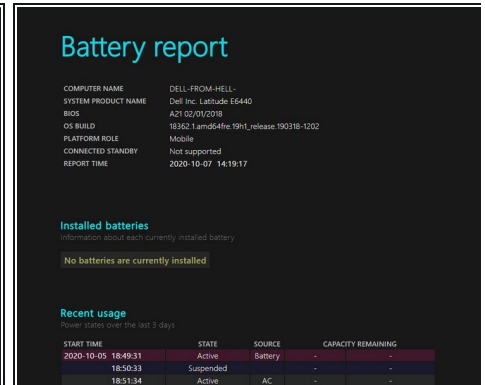 Battery report
COMPUTER NAME DELL-FROM-HELL-
SYSTEM PRODUCT NAME Dell Inc. Latitude E6440
BIOS A21 02/01/2018
OS BUILD 18362.1.amd64fre.19h1_release.190318-1202
PLATFORM ROLE Mobile
CONNECTED STANDBY Not supported
REPORT TIME 2020-10-07 14:19:17
Installed batteries
Information about each currently installed battery
No batteries are currently installed
Recent usage
Power states over the last 3 days
START TIME STATE SOURCE CAPACITY REMAINING
2020-10-05 18:49:31 Active Battery - -
18:50:33 Suspended - -
18:51:34 Active AC - -